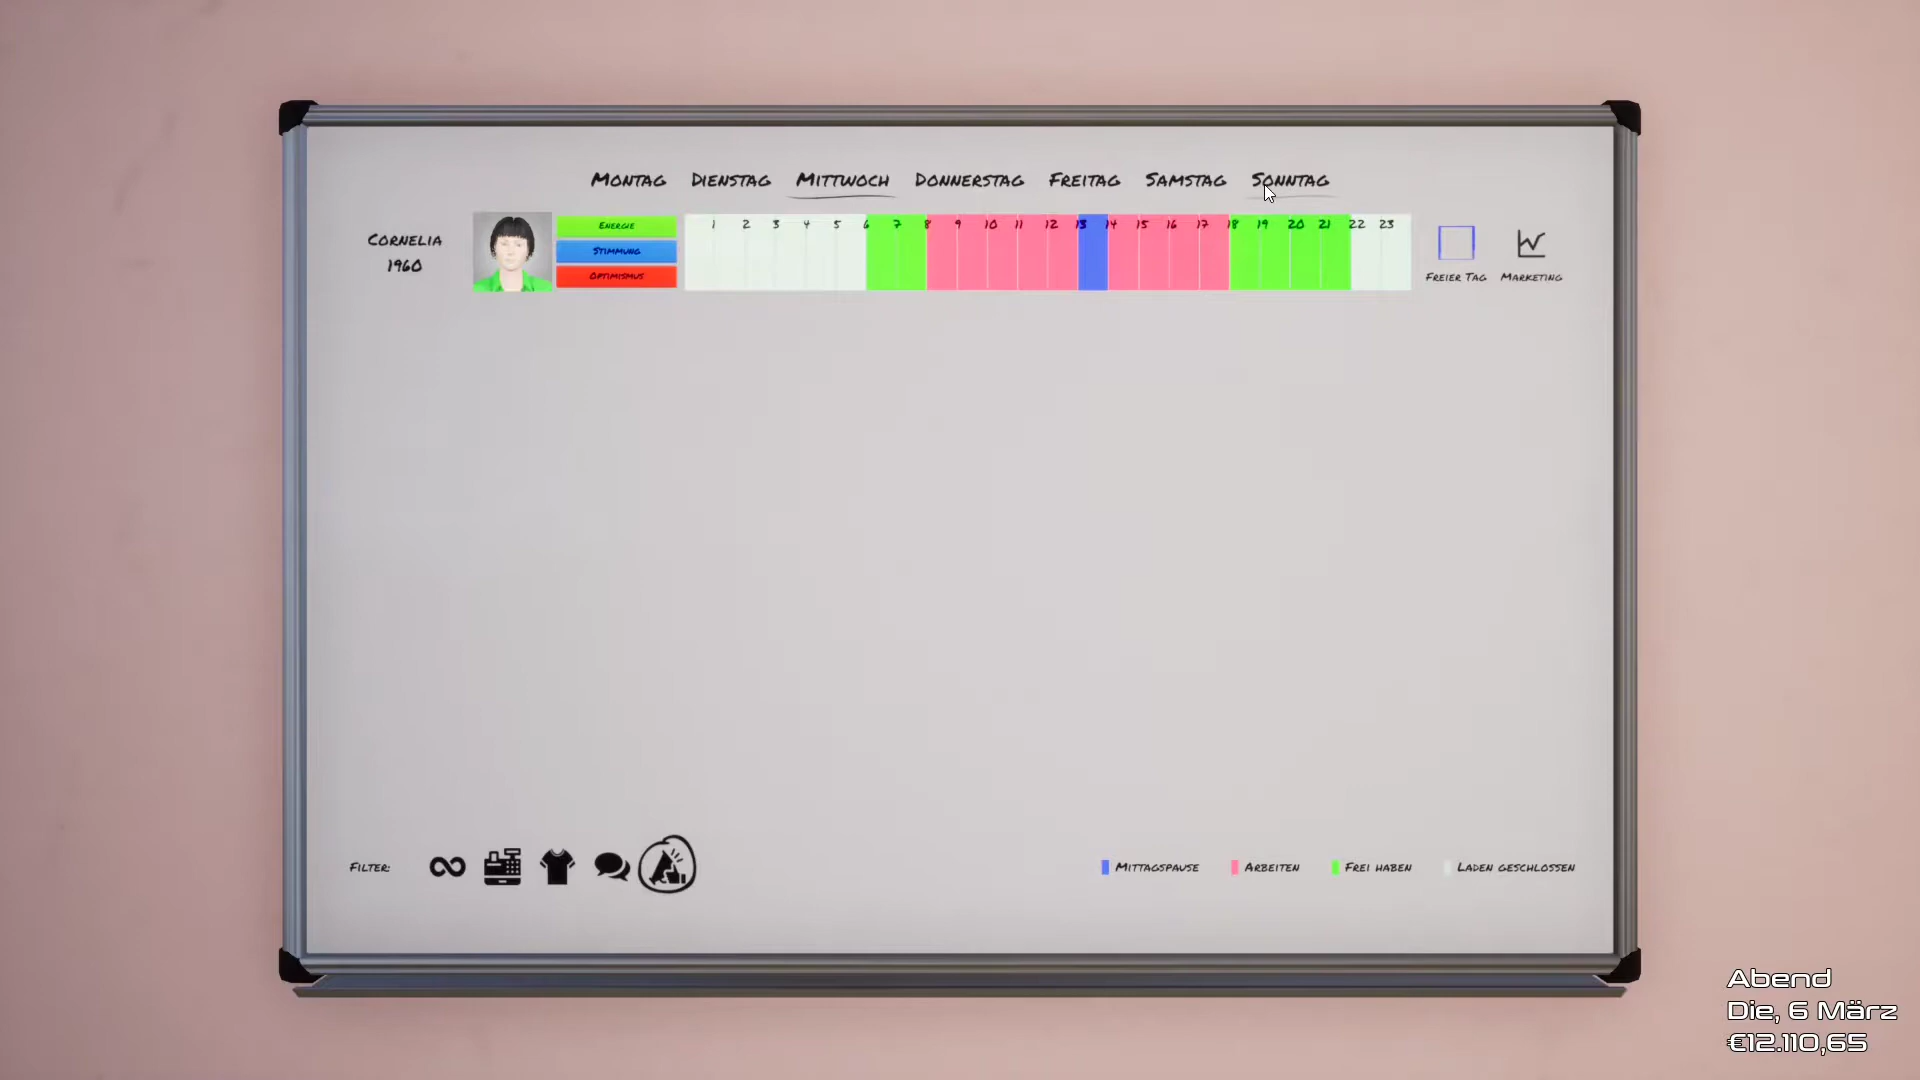 Montag Dienstag Mittwoch Donnerstag Freitag Samstag Sonntag
Cornelia
1960
Energie
Stimmung
Optimismus
1 2 3 4 5 6 7 8 9 10 11 12 13 14 15 16 17 18 19 20 21 22 23
Freier Tag Marketing
Filter:
Mittagspause Arbeiten Frei haben Laden geschlossen
Abend
Die, 6 März
€12.110,65